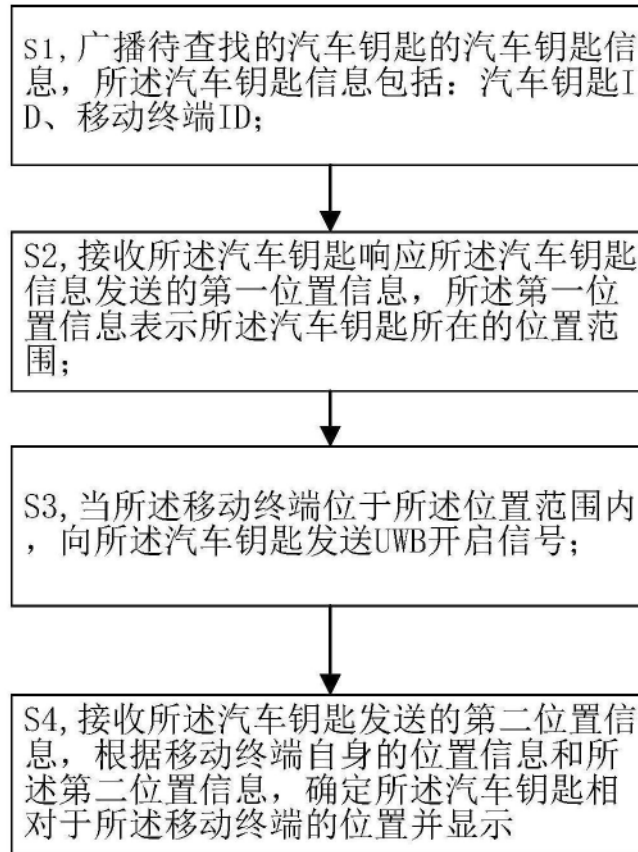 S1,广播待查找的汽车钥匙的汽车钥匙信
息，所述汽车钥匙信息包括：汽车钥匙I
D、移动终端ID；
S2,接收所述汽车钥匙响应所述汽车钥匙
信息发送的第一位置信息，所述第一位
置信息表示所述汽车钥匙所在的位置范
围；
S3,当所述移动终端位于所述位置范围内
，向所述汽车钥匙发送UWB开启信号；
S4,接收所述汽车钥匙发送的第二位置信
息，根据移动终端自身的位置信息和所
述第二位置信息，确定所述汽车钥匙相
对于所述移动终端的位置并显示